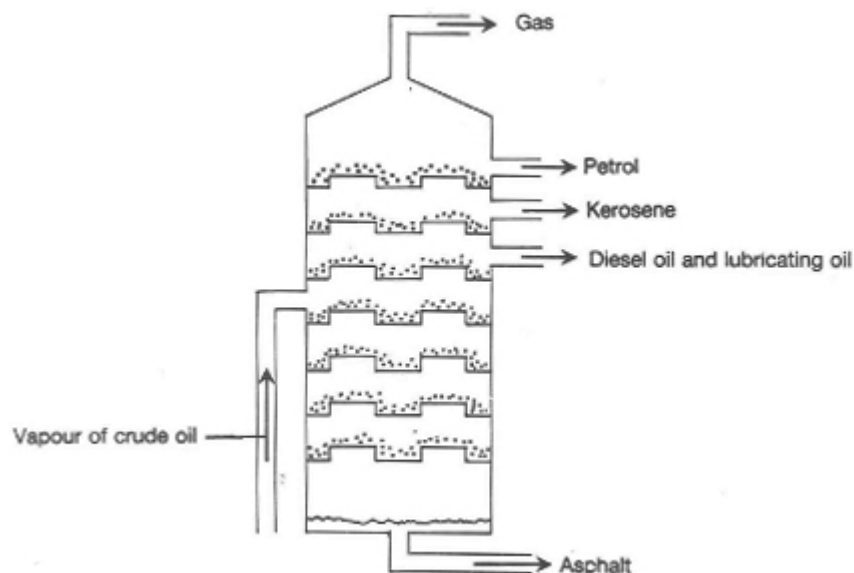 Gas
Petrol
Kerosene
Diesel oil and lubricating oil
Vapour of crude oil
Asphalt